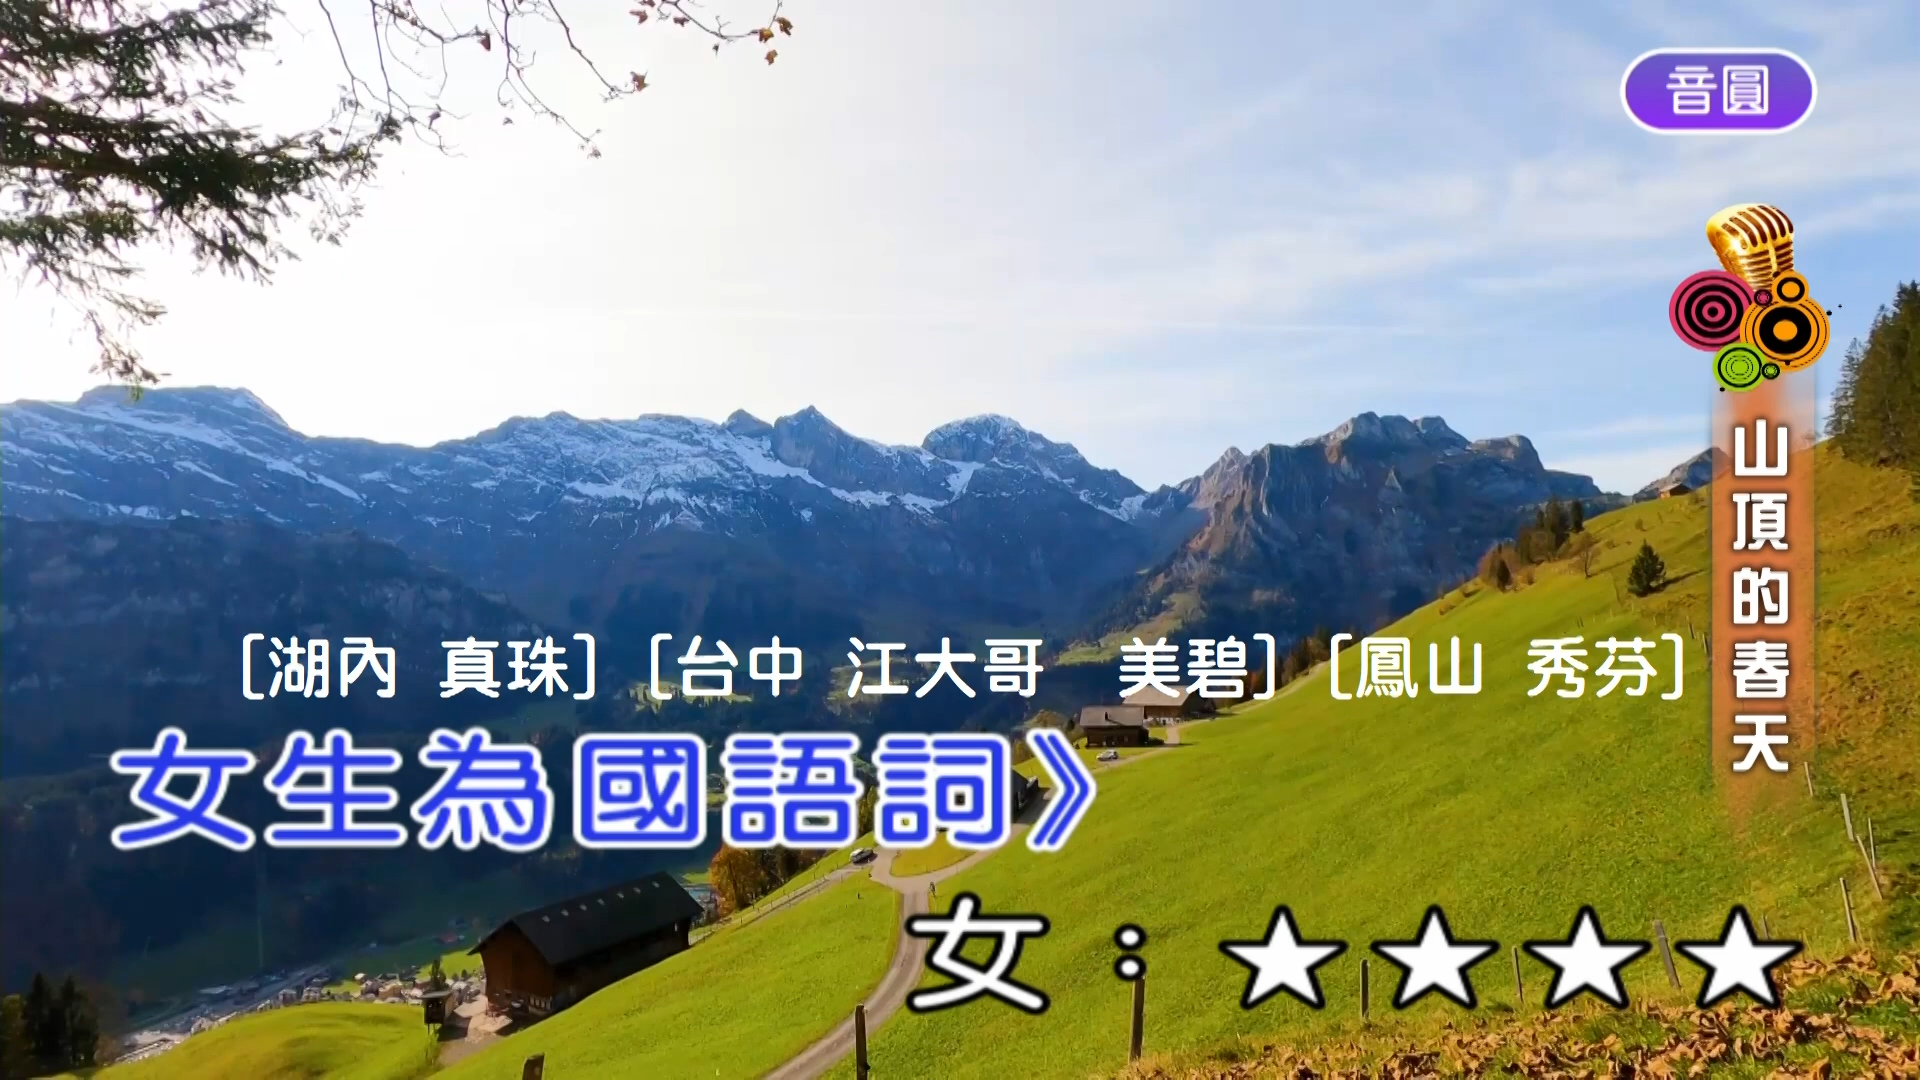 音圓
山頂的春天
[湖內 真珠] [台中 江大哥 美碧] [鳳山 秀芬]
女生為國語詞》
女：★★★★